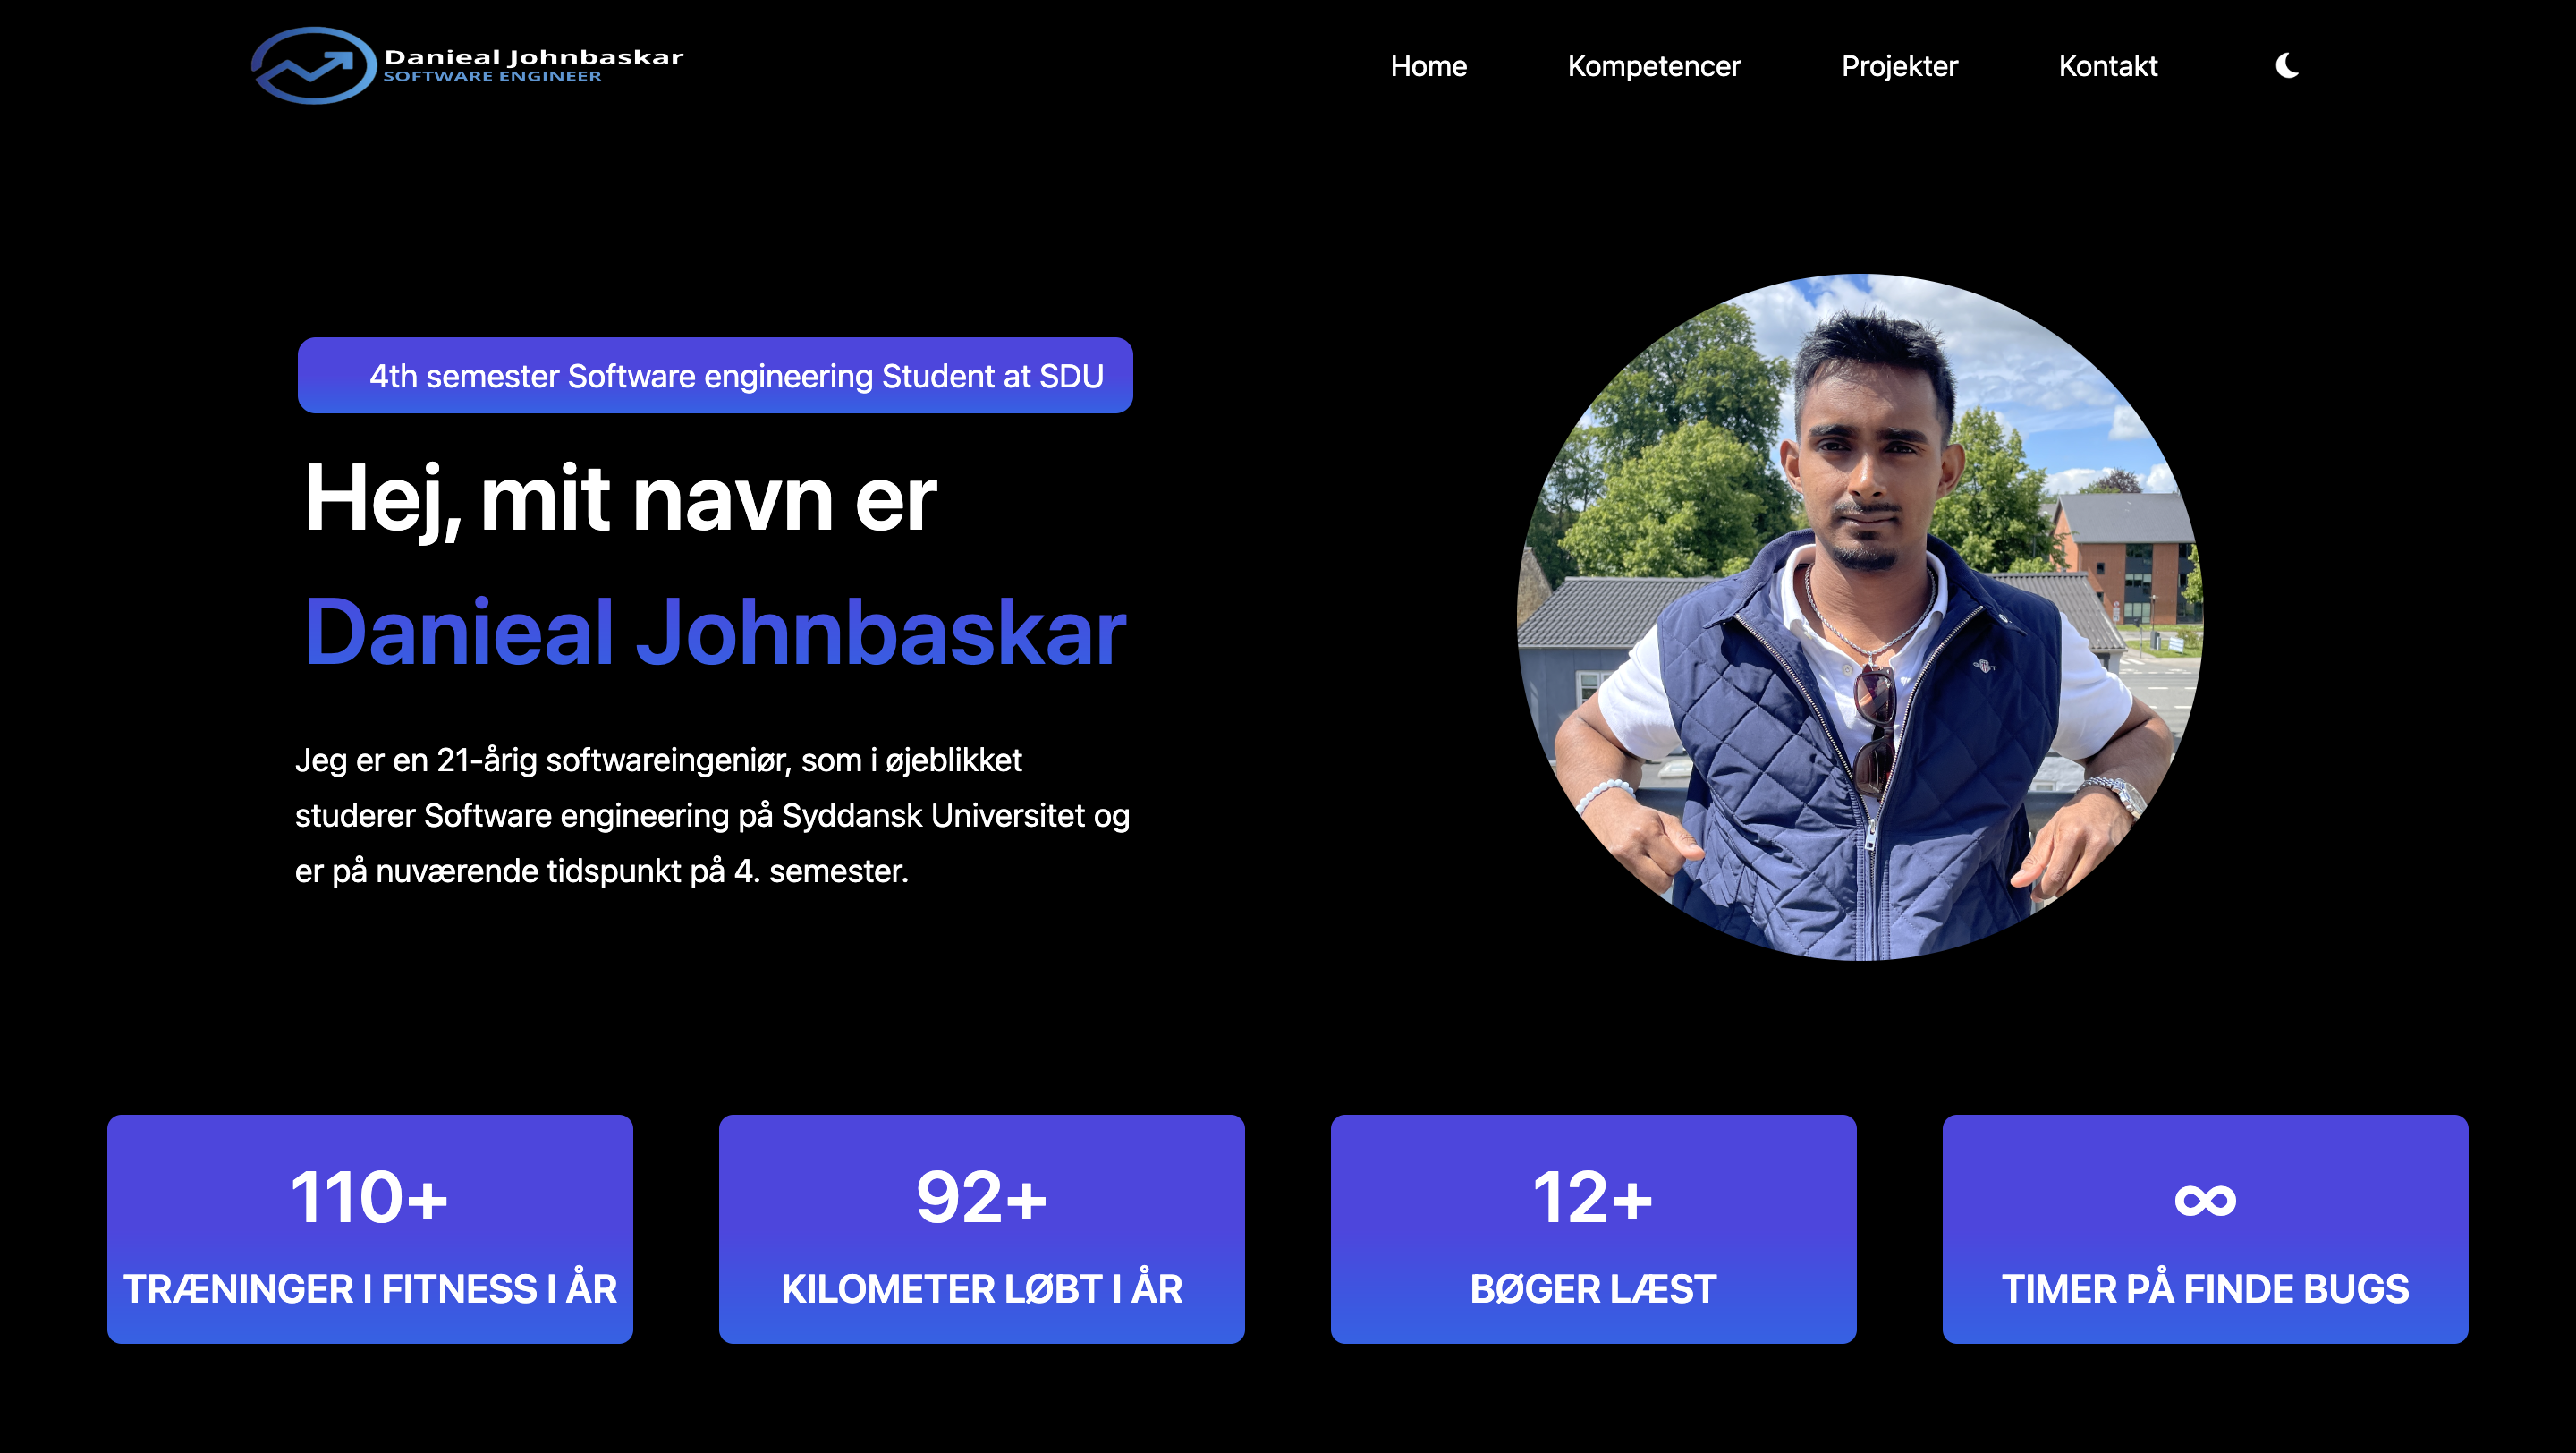 Danieal Johnbaskar
SOFTWARE ENGINEER
Home
Kompetencer
Projekter
Kontakt
4th semester Software engineering Student at SDU
Hej, mit navn er
Danieal Johnbaskar
Jeg er en 21-årig softwareingeniør, som i øjeblikket
studerer Software engineering på Syddansk Universitet og
er på nuværende tidspunkt på 4. semester.
110+
TRÆNINGER I FITNESS I ÅR
92+
KILOMETER LØBT I ÅR
12+
BØGER LÆST
∞
TIMER PÅ FINDE BUGS